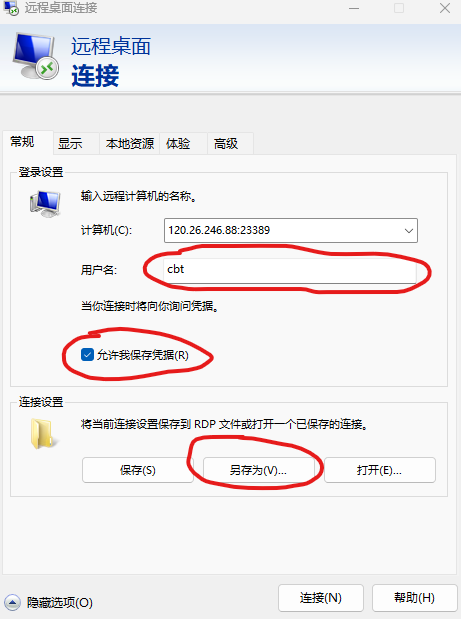 远程桌面连接
远程桌面
连接
常规 显示 本地资源 体验 高级
登录设置
输入远程计算机的名称。
计算机(C): 120.26.246.88:23389
用户名: cbt
当你连接时将向你询问凭据。
允许我保存凭据(R)
连接设置
将当前连接设置保存到 RDP 文件或打开一个已保存的连接。
保存(S) 另存为(V)... 打开(E)...
隐藏选项(O) 连接(N) 帮助(H)